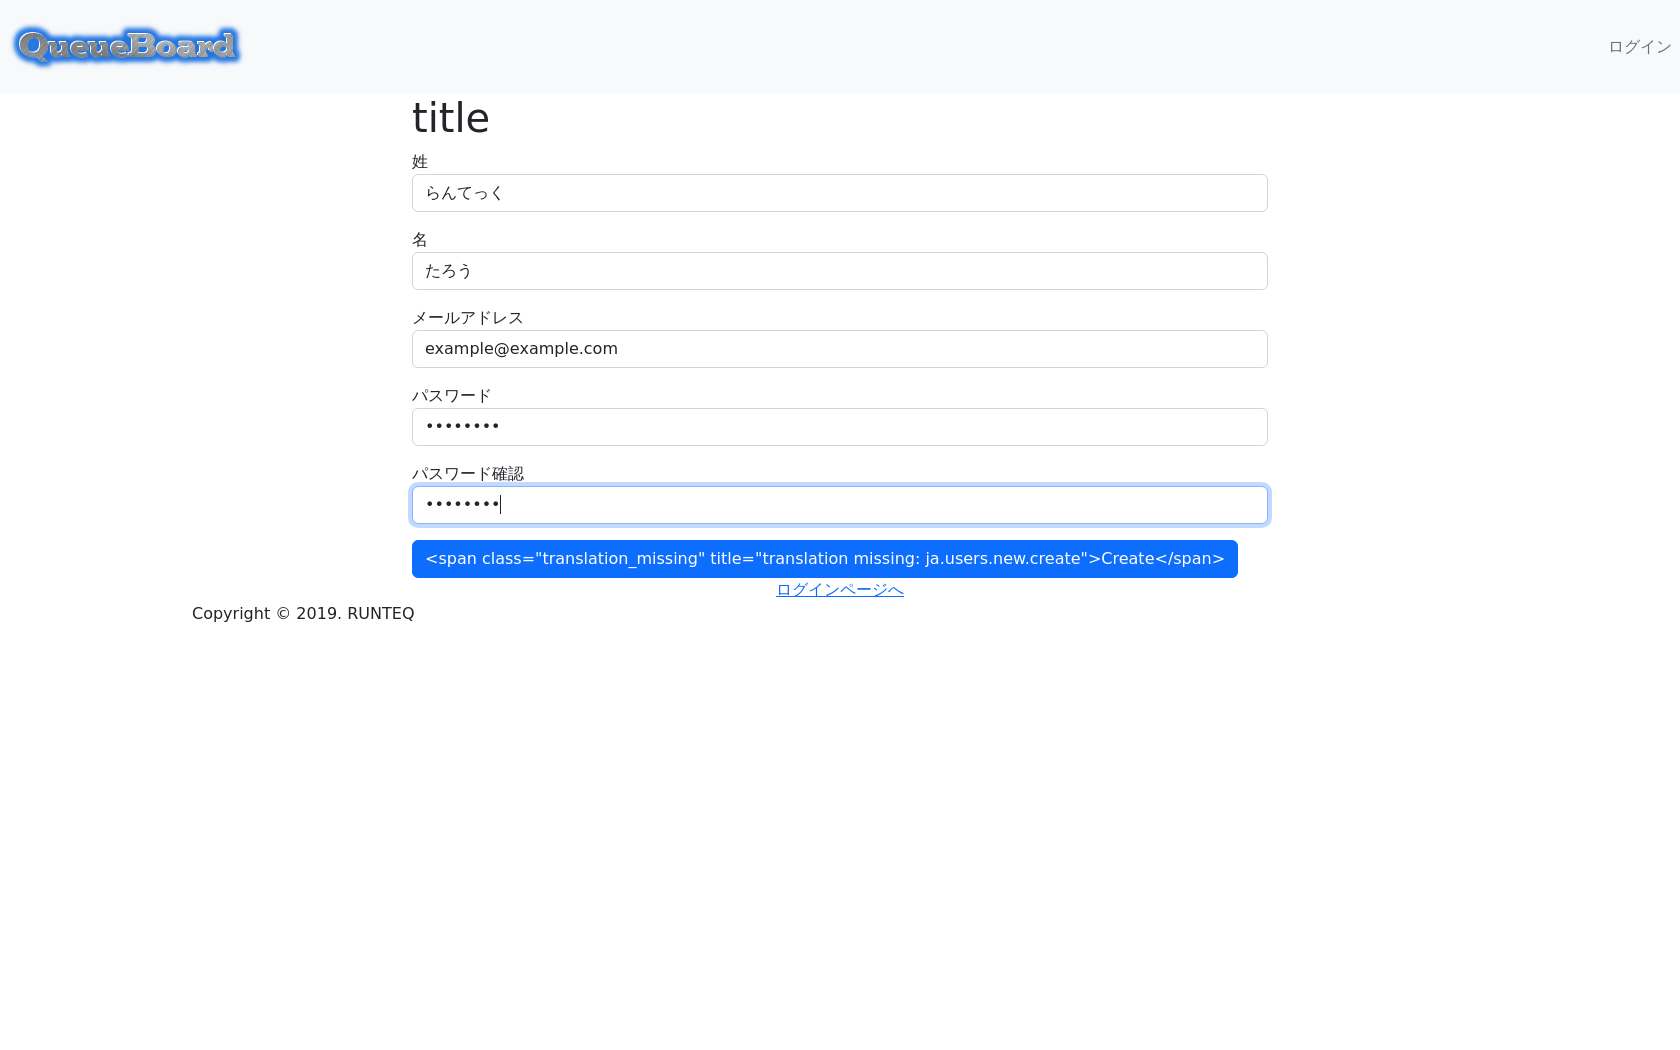 QueueBoard
ログイン
title
姓
らんてっく
名
たろう
メールアドレス
example@example.com
パスワード
••••••••
パスワード確認
••••••••
<span class="translation_missing" title="translation missing: ja.users.new.create">Create</span>
ログインページへ
Copyright © 2019. RUNTEQ